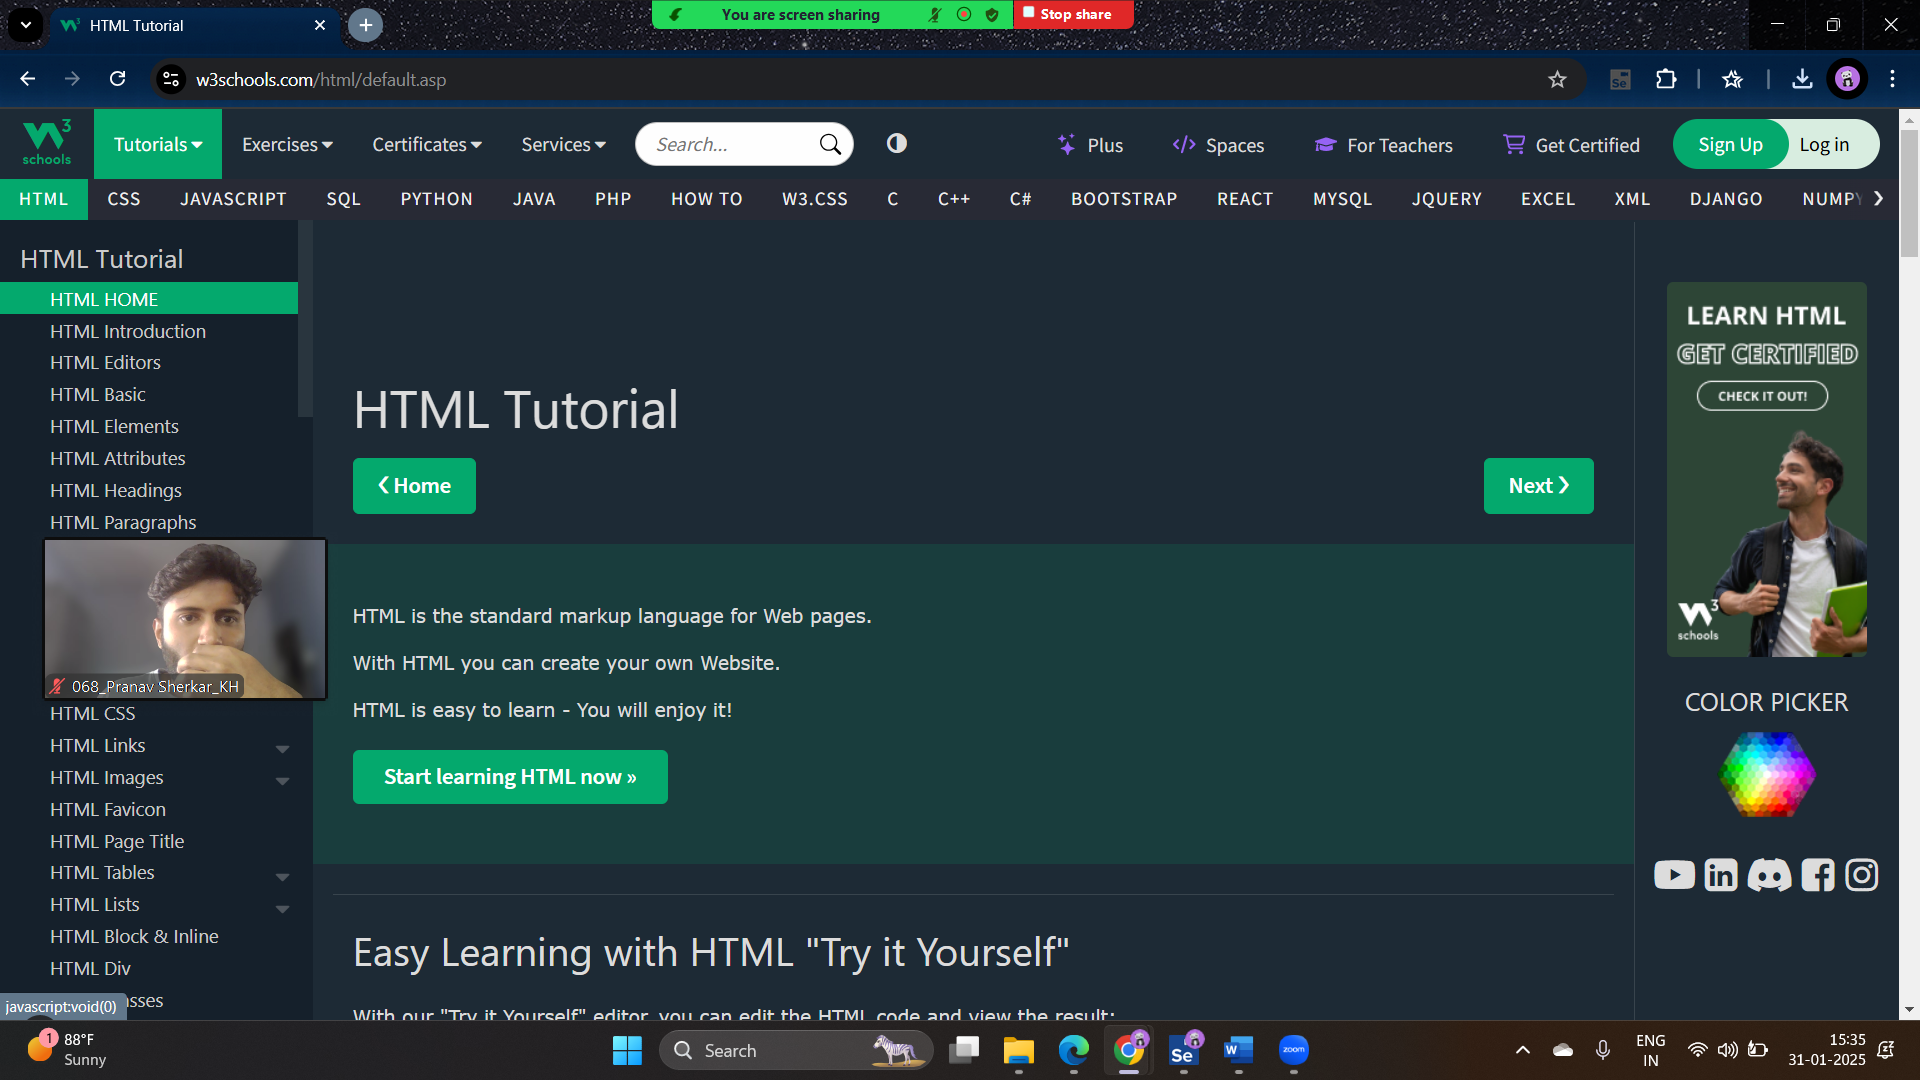 HTML Tutorial
You are screen sharing
Stop share
w3schools.com/html/default.asp
Se
3
schools
Tutorials
Exercises
Certificates
Services
Search...
Plus
Spaces
For Teachers
Get Certified
Sign Up
Log in
HTML
CSS
JAVASCRIPT
SQL
PYTHON
JAVA
PHP
HOW TO
W3.CSS
C
C++
C#
BOOTSTRAP
REACT
MYSQL
JQUERY
EXCEL
XML
DJANGO
NUMPY
HTML Tutorial
HTML HOME
HTML Introduction
HTML Editors
HTML Basic
HTML Elements
HTML Attributes
HTML Headings
HTML Paragraphs
068_Pranav Sherkar_KH
HTML CSS
HTML Links
HTML Images
HTML Favicon
HTML Page Title
HTML Tables
HTML Lists
HTML Block & Inline
HTML Div
javascript:void(0)
HTML Tutorial
❮ Home
Next ❯
HTML is the standard markup language for Web pages.
With HTML you can create your own Website.
HTML is easy to learn - You will enjoy it!
Start learning HTML now »
Easy Learning with HTML "Try it Yourself"
With our "Try it Yourself" editor, you can edit the HTML code and view the result:
LEARN HTML
GET CERTIFIED
CHECK IT OUT!
W3
schools
COLOR PICKER
in
1
88°F
Sunny
Search
Se
W
zoom
ENG
IN
15:35
31-01-2025